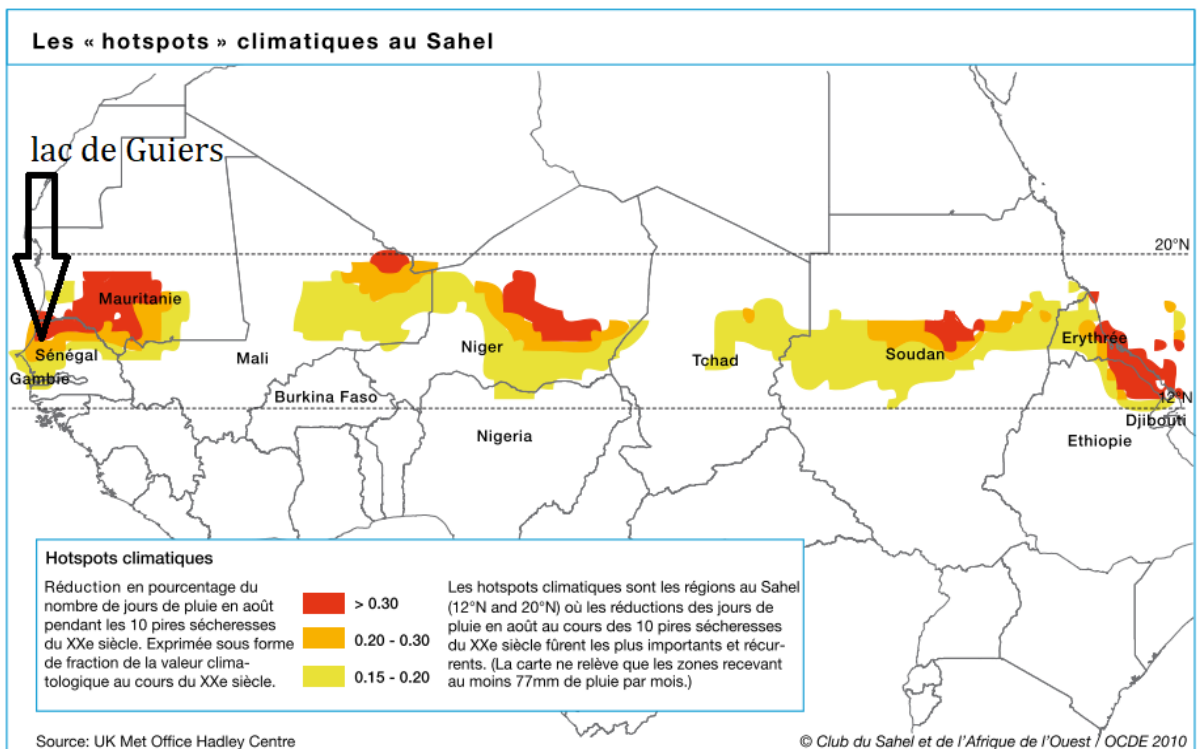 Les « hotspots » climatiques au Sahel
lac de Guiers
20°N
Mauritanie
Sénégal
Gambie
Mali
Burkina Faso
Niger
Nigeria
Tchad
Soudan
Erythrée
12°N
Djibouti
Ethiopie
Hotspots climatiques
Réduction en pourcentage du
nombre de jours de pluie en août
pendant les 10 pires sécheresses
du XXe siècle. Exprimée sous forme
de fraction de la valeur clima-
tologique au cours du XXe siècle.
> 0.30
0.20 - 0.30
0.15 - 0.20
Les hotspots climatiques sont les régions au Sahel
(12°N and 20°N) où les réductions des jours de
pluie en août au cours des 10 pires sécheresses
du XXe siècle fûrent les plus importants et récur-
rents. (La carte ne relève que les zones recevant
au moins 77mm de pluie par mois.)
Source: UK Met Office Hadley Centre
© Club du Sahel et de l'Afrique de l'Ouest / OCDE 2010